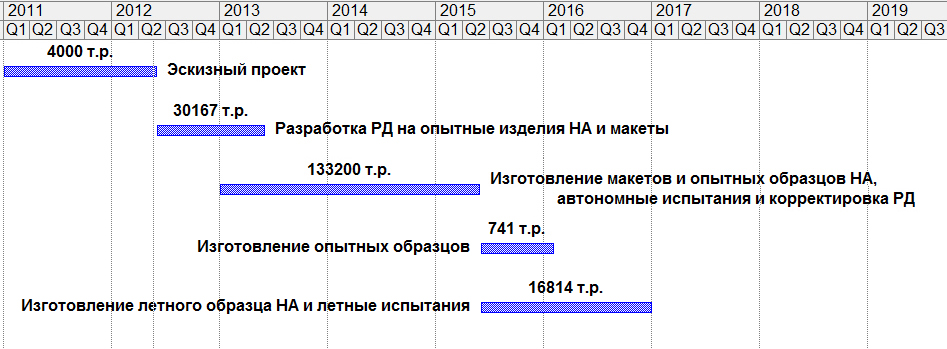 2011 2012 2013 2014 2015 2016 2017 2018 2019
Q1 Q2 Q3 Q4 Q1 Q2 Q3 Q4 Q1 Q2 Q3 Q4 Q1 Q2 Q3 Q4 Q1 Q2 Q3 Q4 Q1 Q2 Q3 Q4 Q1 Q2 Q3 Q4 Q1 Q2 Q3 Q4 Q1 Q2 Q3
4000 т.р.
Эскизный проект
30167 т.р.
Разработка РД на опытные изделия НА и макеты
133200 т.р.
Изготовление макетов и опытных образцов НА,
автономные испытания и корректировка РД
741 т.р.
Изготовление опытных образцов
16814 т.р.
Изготовление летного образца НА и летные испытания